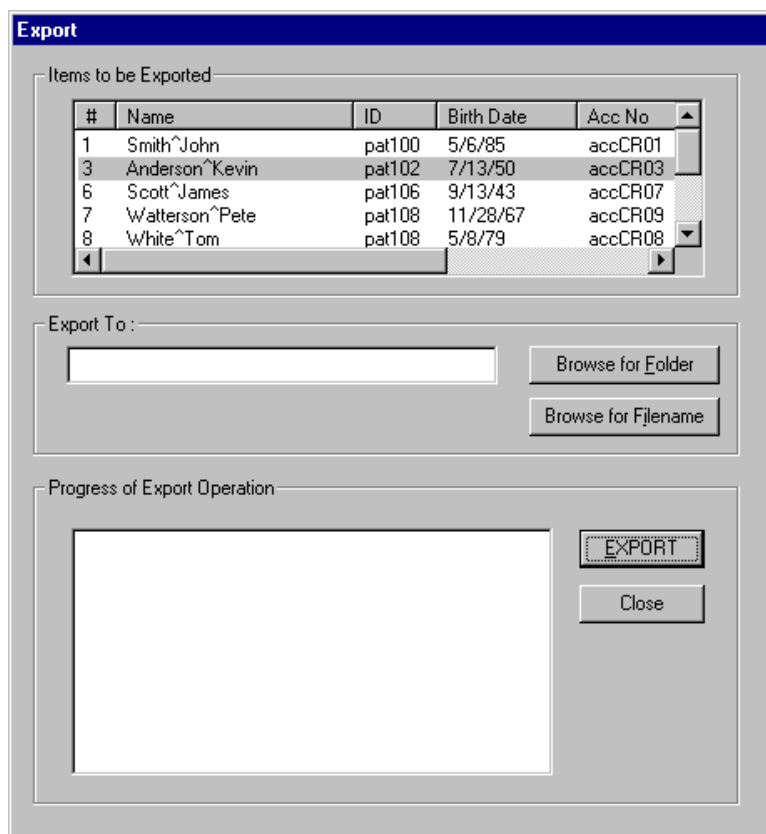 Export
Items to be Exported
# Name ID Birth Date Acc No
1 Smith^John pat100 5/6/85 accCR01
3 Anderson^Kevin pat102 7/13/50 accCR03
6 Scott^James pat106 9/13/43 accCR07
7 Watterson^Pete pat108 11/28/67 accCR09
8 White^Tom pat108 5/8/79 accCR08
Export To :
Browse for Folder
Browse for Filename
Progress of Export Operation
EXPORT
Close